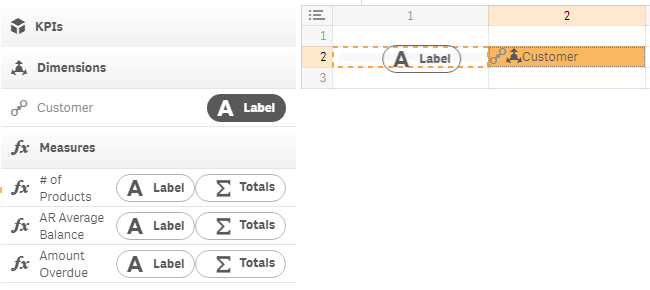 KPIs
Dimensions
Customer A Label
fx Measures
fx # of
Products A Label Σ Totals
fx AR Average
Balance A Label Σ Totals
fx Amount
Overdue A Label Σ Totals
1 2
1
2 A Label Customer
3